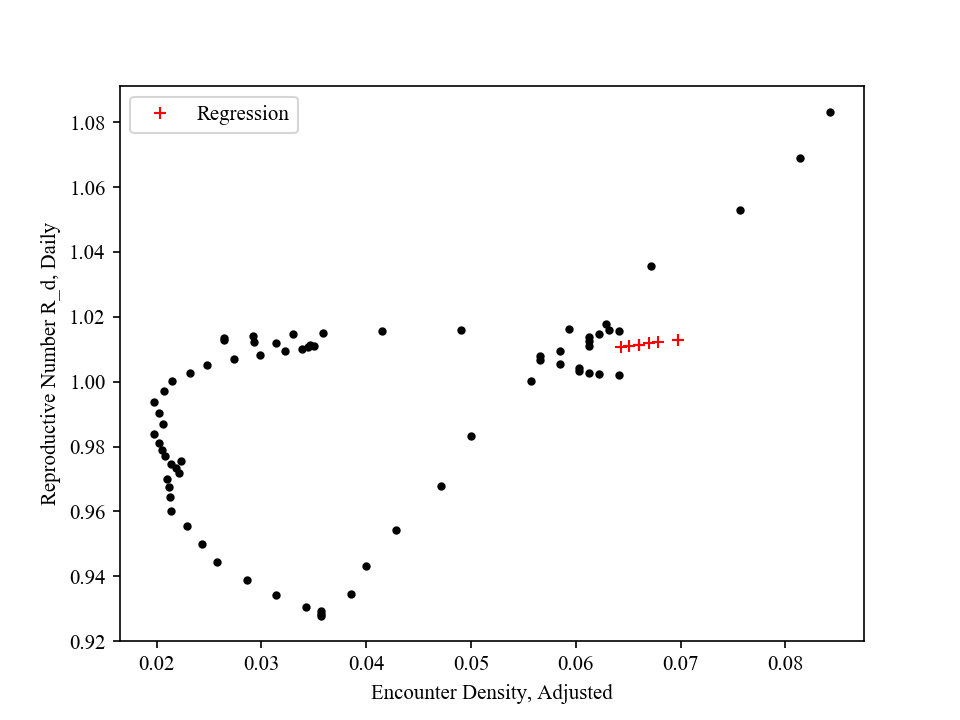 Regression
1.08
1.06
1.04
1.02
1.00
0.98
0.96
0.94
0.92
Reproductive Number R_d, Daily
0.02 0.03 0.04 0.05 0.06 0.07 0.08
Encounter Density, Adjusted